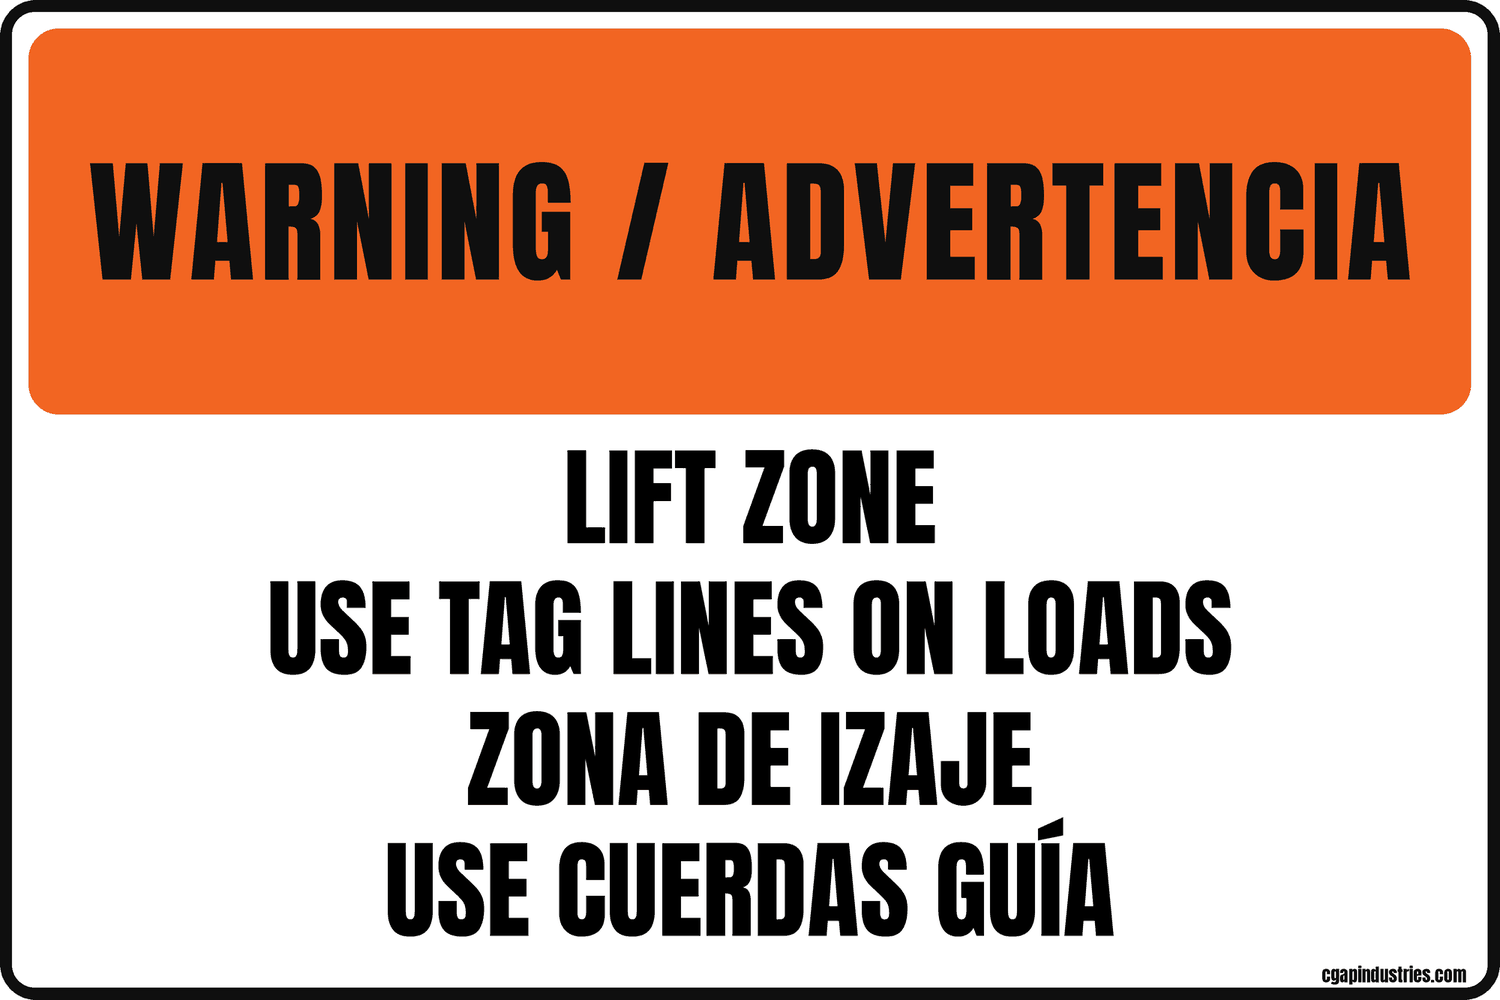 WARNING / ADVERTENCIA
LIFT ZONE
USE TAG LINES ON LOADS
ZONA DE IZAJE
USE CUERDAS GUÍA
cgapindustries.com